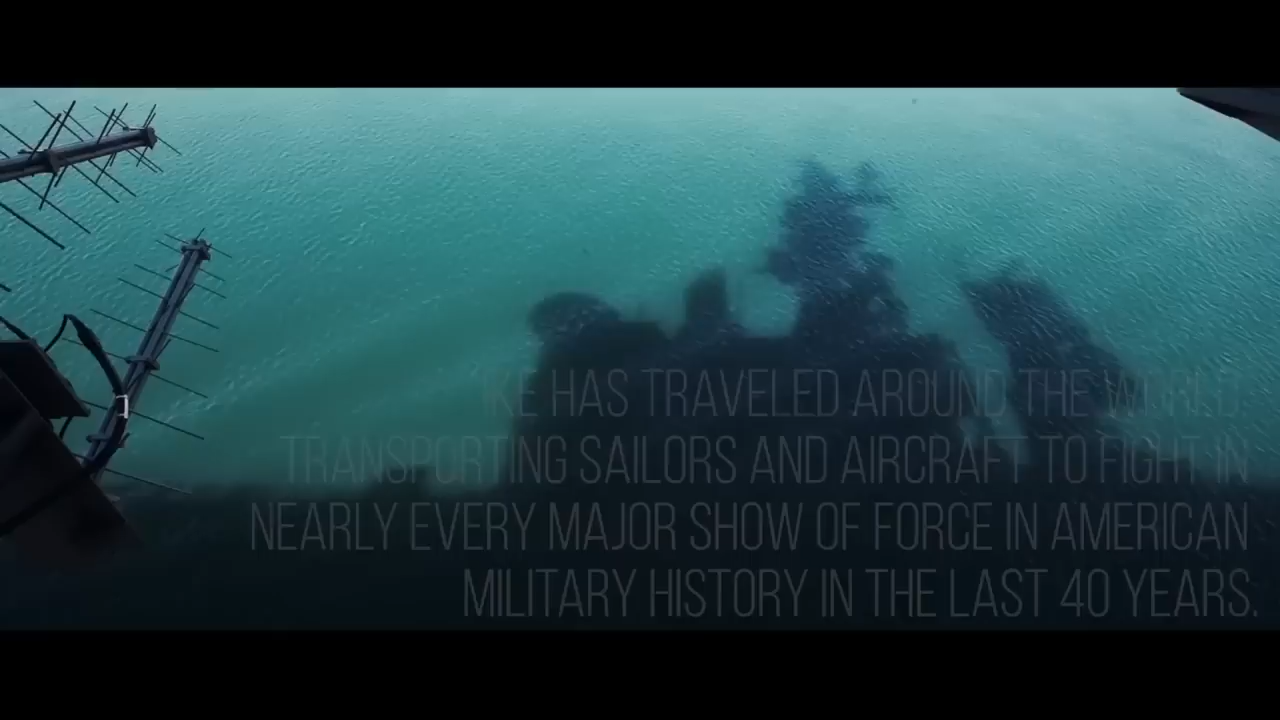 IKE HAS TRAVELED AROUND THE WORLD
TRANSPORTING SAILORS AND AIRCRAFT TO FIGHT IN
NEARLY EVERY MAJOR SHOW OF FORCE IN AMERICAN
MILITARY HISTORY IN THE LAST 40 YEARS.